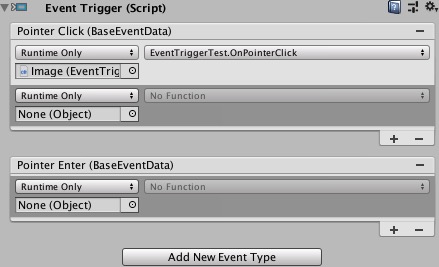 Event Trigger (Script)
Pointer Click (BaseEventData)
Runtime Only EventTriggerTest.OnPointerClick
Image (EventTrig
Runtime Only No Function
None (Object)
Pointer Enter (BaseEventData)
Runtime Only No Function
None (Object)
Add New Event Type